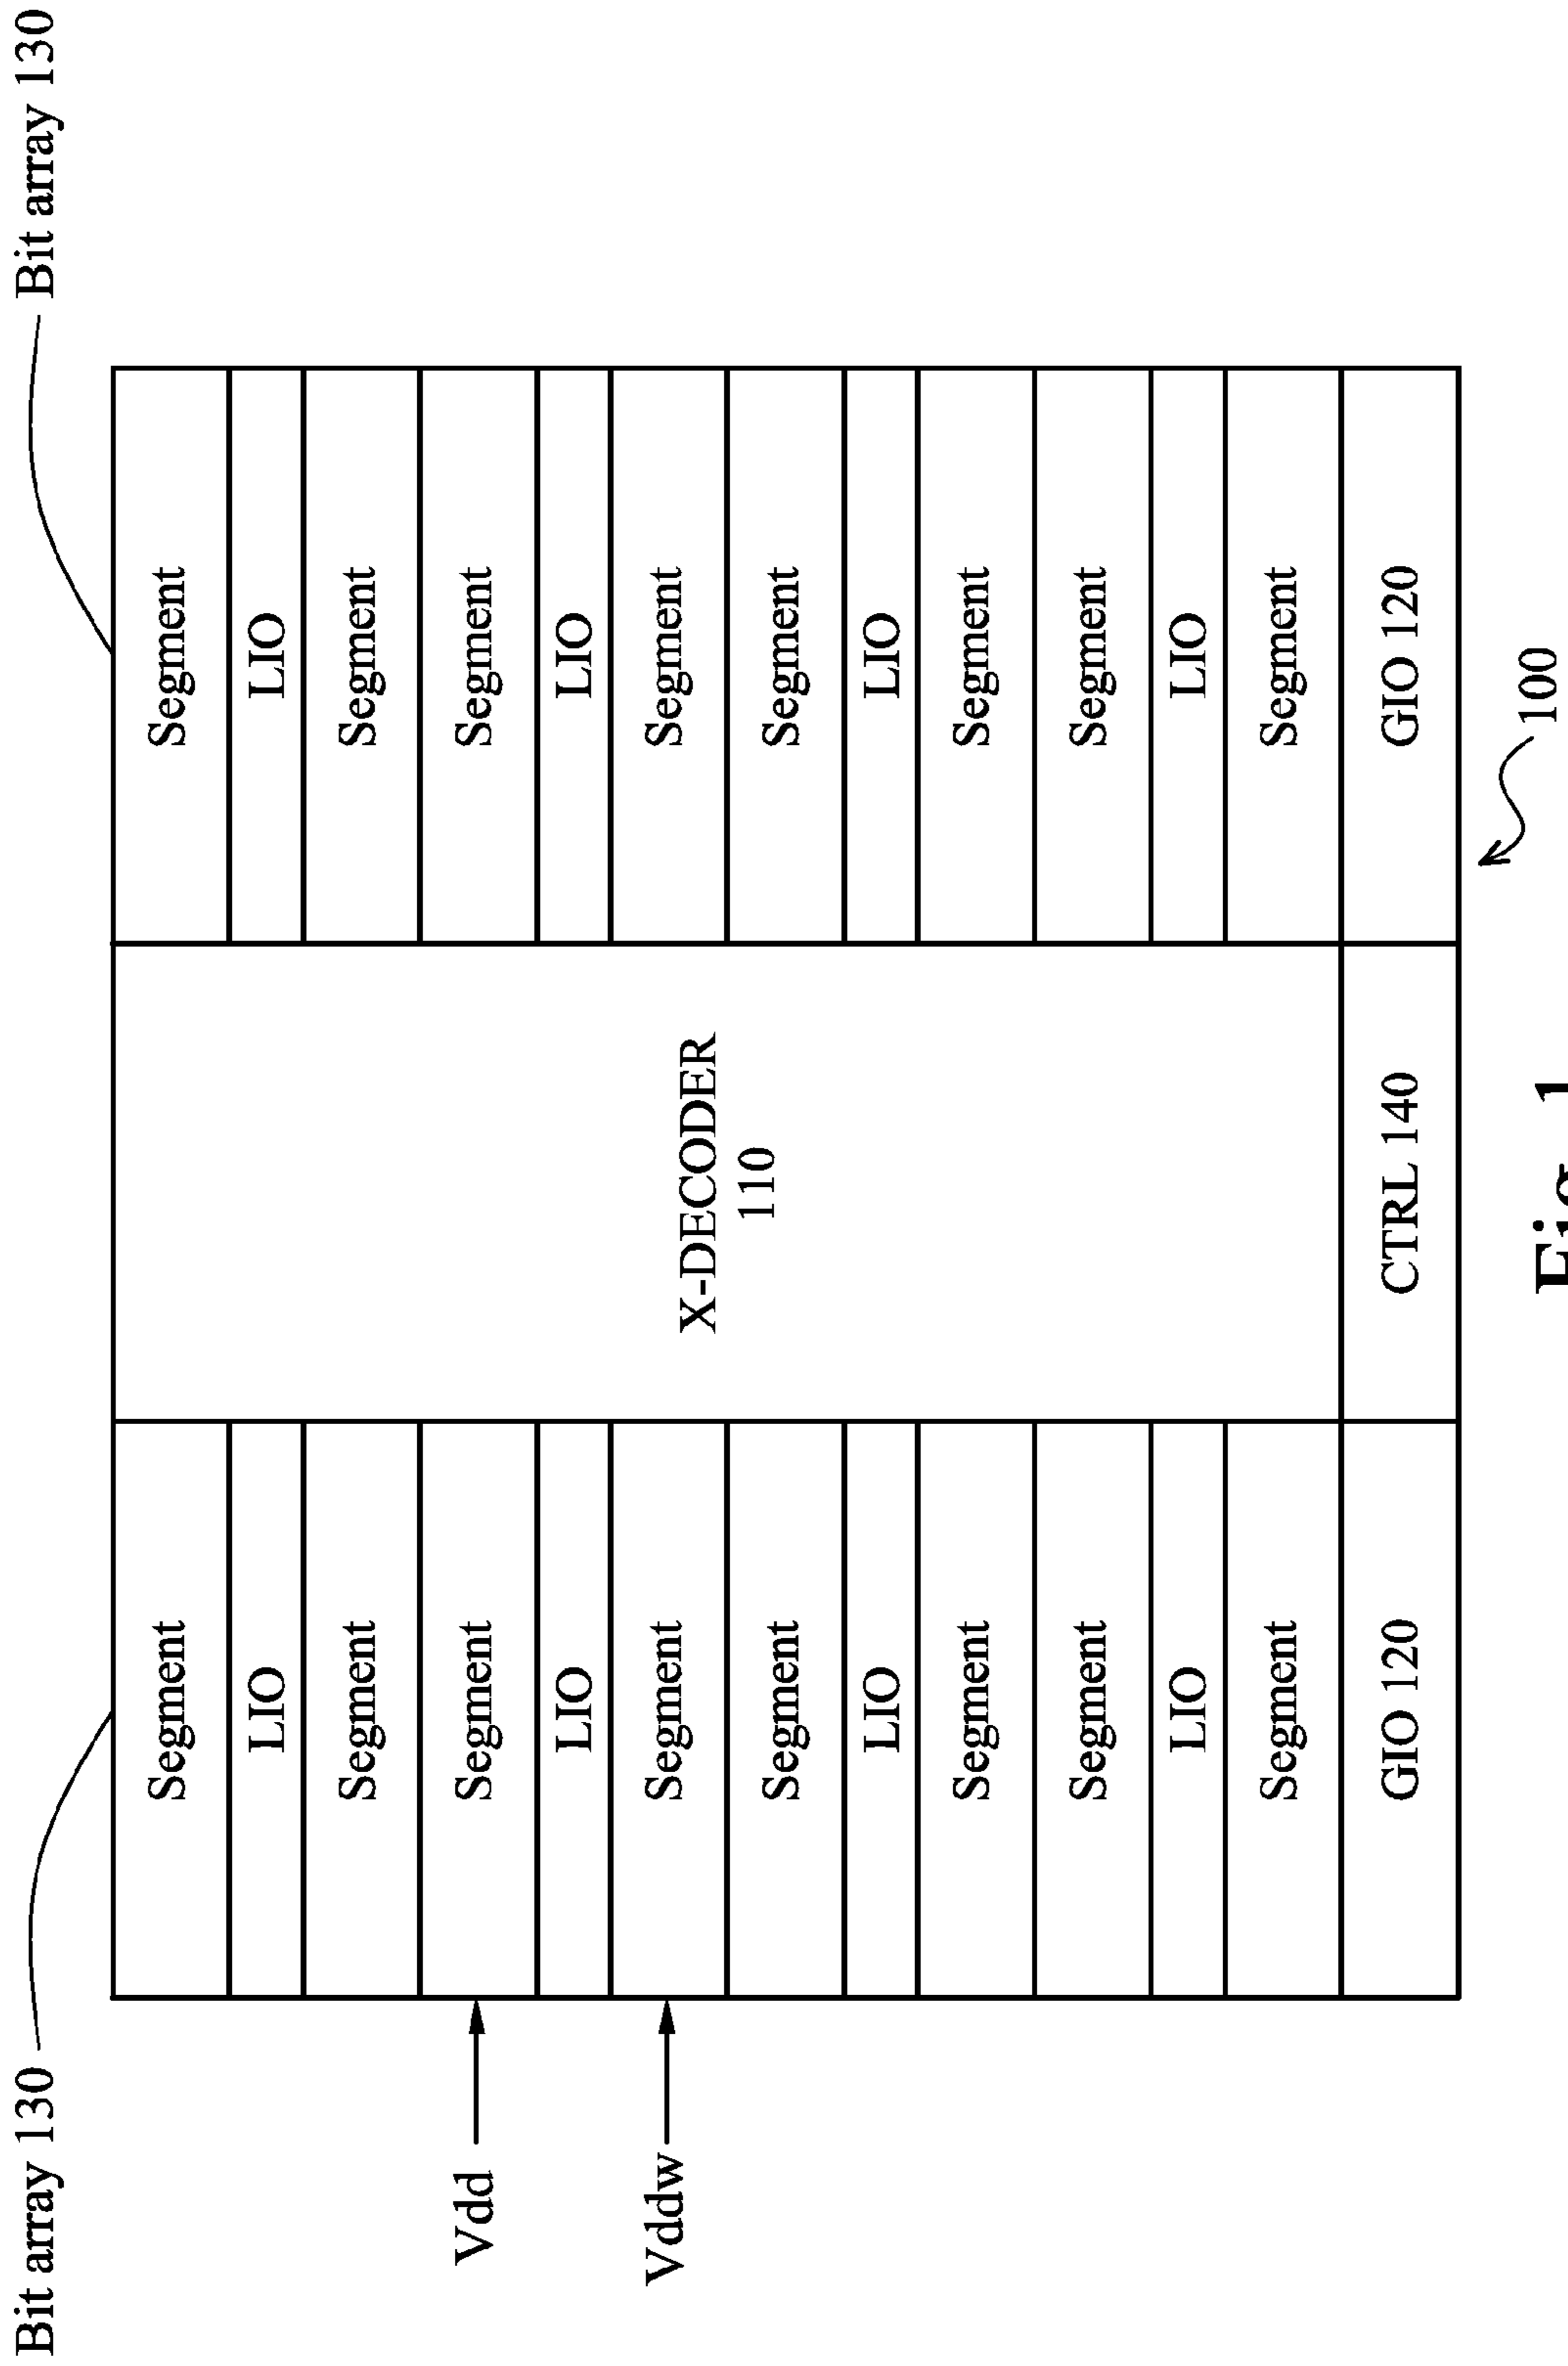 Bit array 130
Bit array 130
Segment
Segment
LIO
LIO
Segment
Segment
Vdd
Segment
Segment
LIO
LIO
Vddw
Segment
Segment
X-DECODER
110
Segment
Segment
LIO
LIO
Segment
Segment
Segment
Segment
LIO
LIO
Segment
Segment
GIO 120
CTRL 140
GIO 120
100
Fig. 1